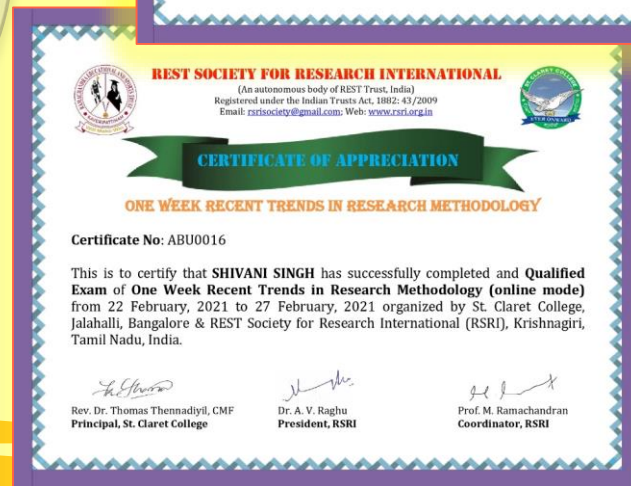 REST SOCIETY FOR RESEARCH INTERNATIONAL
(An autonomous body of REST Trust, India)
Registered under the Indian Trusts Act, 1882: 43/2009
Email: rsrisociety@gmail.com; Web: www.rsri.org.in
ST. CLARET COLLEGE
EVER ONWARD
CERTIFICATE OF APPRECIATION
ONE WEEK RECENT TRENDS IN RESEARCH METHODOLOGY
Certificate No: ABU0016
This is to certify that SHIVANI SINGH has successfully completed and Qualified
Exam of One Week Recent Trends in Research Methodology (online mode)
from 22 February, 2021 to 27 February, 2021 organized by St. Claret College,
Jalahalli, Bangalore & REST Society for Research International (RSRI), Krishnagiri,
Tamil Nadu, India.
Rev. Dr. Thomas Thennadiyil, CMF
Principal, St. Claret College
Dr. A. V. Raghu
President, RSRI
Prof. M. Ramachandran
Coordinator, RSRI